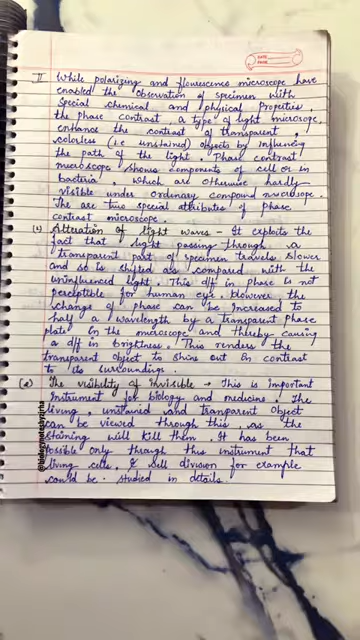 DATE
PAGE
II While polarizing and flourescence microscope have
enabled the observation of specimen with
special chemical and physical Properties,
the phase contrast, a type of light microscope,
enhance the contrast of transparent,
colorless (i.e unstained) objects by influencing
the path of the light. Phase contrast
microscope shows components of cell or in
bacteria, which are otherwise hardly
visible under ordinary compound microscope.
The are two special attributes of phase
contrast microscope.
(1) Alteration of light waves - It exploits the
fact that light passing through a
transparent part of specimen travels slower
and so is shifted as compared with the
uninfluenced light. This diff in phase is not
perceptible for human eye. However the
change of phase can be increased to
half a wavelength by a transparent phase
plate in the microscope and thereby causing
a diff in brightness. This renders the
transparent object to shine out in contrast
to its surroundings.
(2) The visibility of invisible - This is important
instrument for biology and medicine. The
living, unstained and transparent object
can be viewed through this, as the
staining will kill them. It has been
possible only through this instrument that
living cells & cell division for example
could be studied in details.